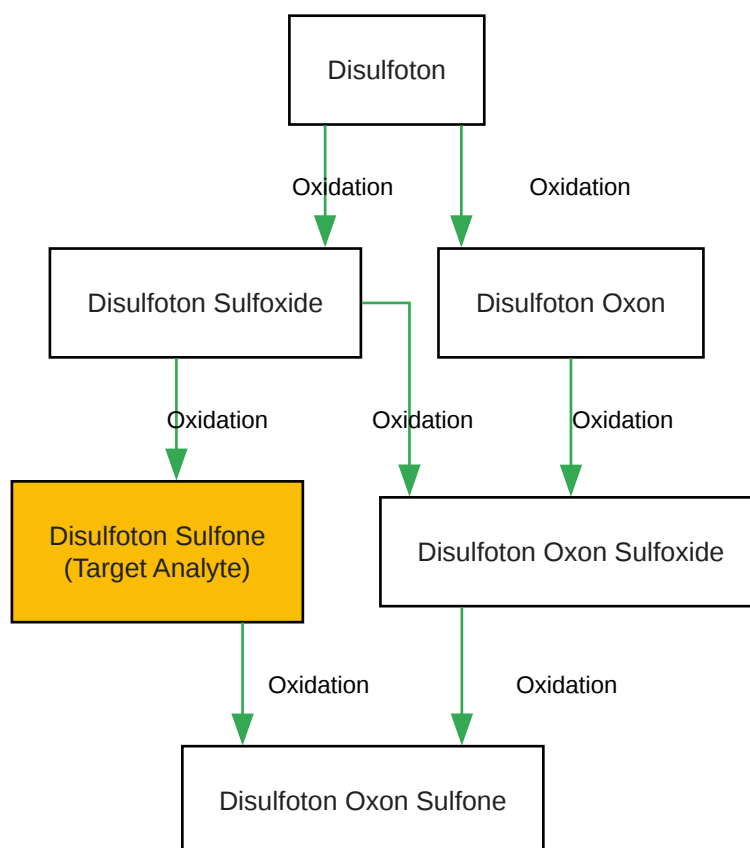 Disulfoton
Oxidation
Oxidation
Disulfoton Sulfoxide
Disulfoton Oxon
Oxidation
Oxidation
Oxidation
Disulfoton Sulfone
(Target Analyte)
Disulfoton Oxon Sulfoxide
Oxidation
Oxidation
Disulfoton Oxon Sulfone